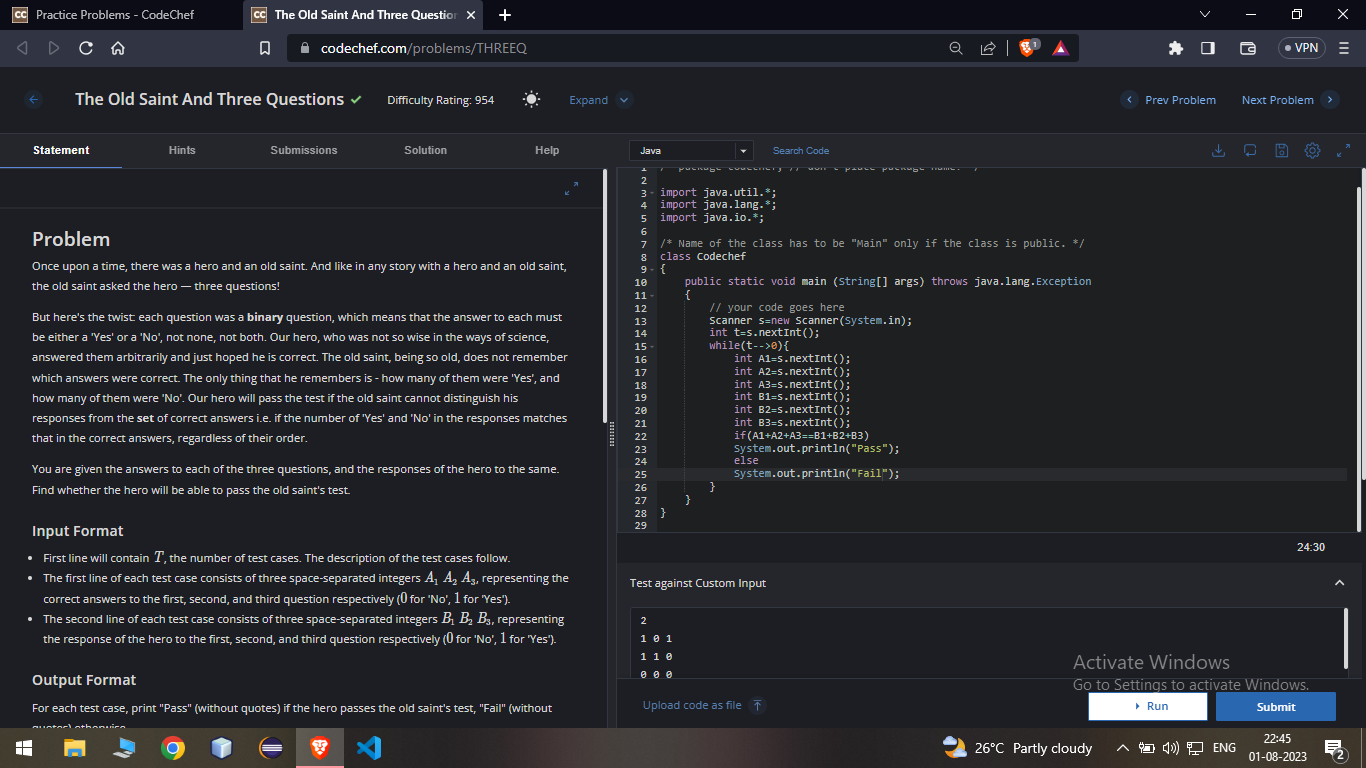 Practice Problems - CodeChef
The Old Saint And Three Question
codechef.com/problems/THREEQ
1
VPN
The Old Saint And Three Questions
Difficulty Rating: 954
Expand
Prev Problem
Next Problem
Statement
Hints
Submissions
Solution
Help
Java
Search Code
Problem
Once upon a time, there was a hero and an old saint. And like in any story with a hero and an old saint,
the old saint asked the hero — three questions!
But here's the twist: each question was a binary question, which means that the answer to each must
be either a 'Yes' or a 'No', not none, not both. Our hero, who was not so wise in the ways of science,
answered them arbitrarily and just hoped he is correct. The old saint, being so old, does not remember
which answers were correct. The only thing that he remembers is - how many of them were 'Yes', and
how many of them were 'No'. Our hero will pass the test if the old saint cannot distinguish his
responses from the set of correct answers i.e. if the number of 'Yes' and 'No' in the responses matches
that in the correct answers, regardless of their order.
You are given the answers to each of the three questions, and the responses of the hero to the same.
Find whether the hero will be able to pass the old saint's test.
Input Format
First line will contain T, the number of test cases. The description of the test cases follow.
The first line of each test case consists of three space-separated integers A₁ A₂ A₃, representing the
correct answers to the first, second, and third question respectively (0 for 'No', 1 for 'Yes').
The second line of each test case consists of three space-separated integers B₁ B₂ B₃, representing
the response of the hero to the first, second, and third question respectively (0 for 'No', 1 for 'Yes').
Output Format
For each test case, print "Pass" (without quotes) if the hero passes the old saint's test, "Fail" (without
quotes) otherwise.
1 /* package codechef; // don't place package name! */
2
3 import java.util.*;
4 import java.lang.*;
5 import java.io.*;
6
7 /* Name of the class has to be "Main" only if the class is public. */
8 class Codechef
9 {
10 public static void main (String[] args) throws java.lang.Exception
11 {
12 // your code goes here
13 Scanner s=new Scanner(System.in);
14 int t=s.nextInt();
15 while(t-->0){
16 int A1=s.nextInt();
17 int A2=s.nextInt();
18 int A3=s.nextInt();
19 int B1=s.nextInt();
20 int B2=s.nextInt();
21 int B3=s.nextInt();
22 if(A1+A2+A3==B1+B2+B3)
23 System.out.println("Pass");
24 else
25 System.out.println("Fail");
26 }
27 }
28 }
29
24:30
Test against Custom Input
2
1 0 1
1 1 0
0 0 0
Activate Windows
Go to Settings to activate Windows.
Upload code as file
Run
Submit
26°C Partly cloudy
ENG
22:45
01-08-2023
2